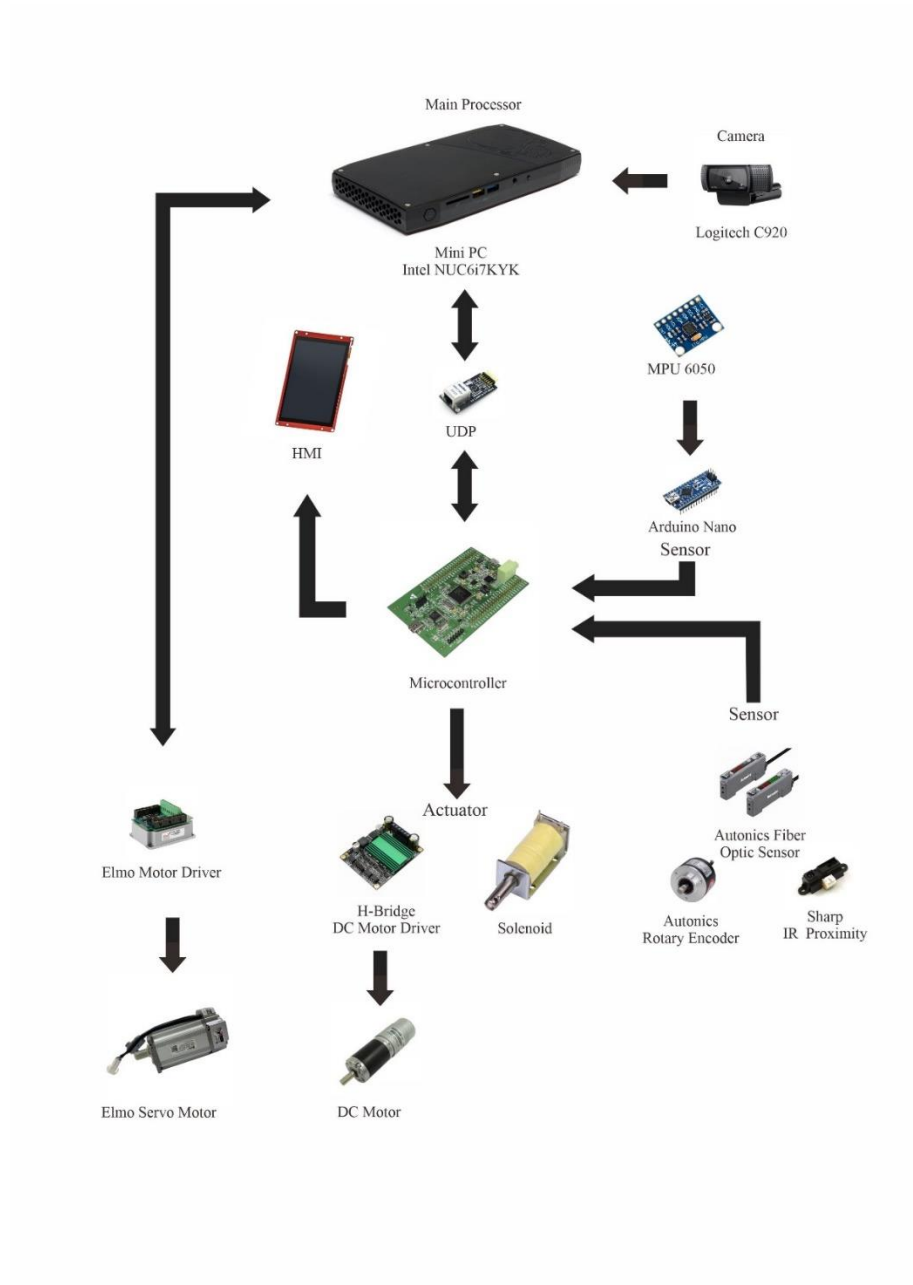 Main Processor
Camera
Logitech C920
Mini PC
Intel NUC6i7KYK
MPU 6050
UDP
HMI
Arduino Nano
Sensor
Microcontroller
Sensor
Actuator
Autonics Fiber
Optic Sensor
Elmo Motor Driver
H-Bridge
DC Motor Driver
Solenoid
Autonics
Rotary Encoder
Sharp
IR Proximity
Elmo Servo Motor
DC Motor